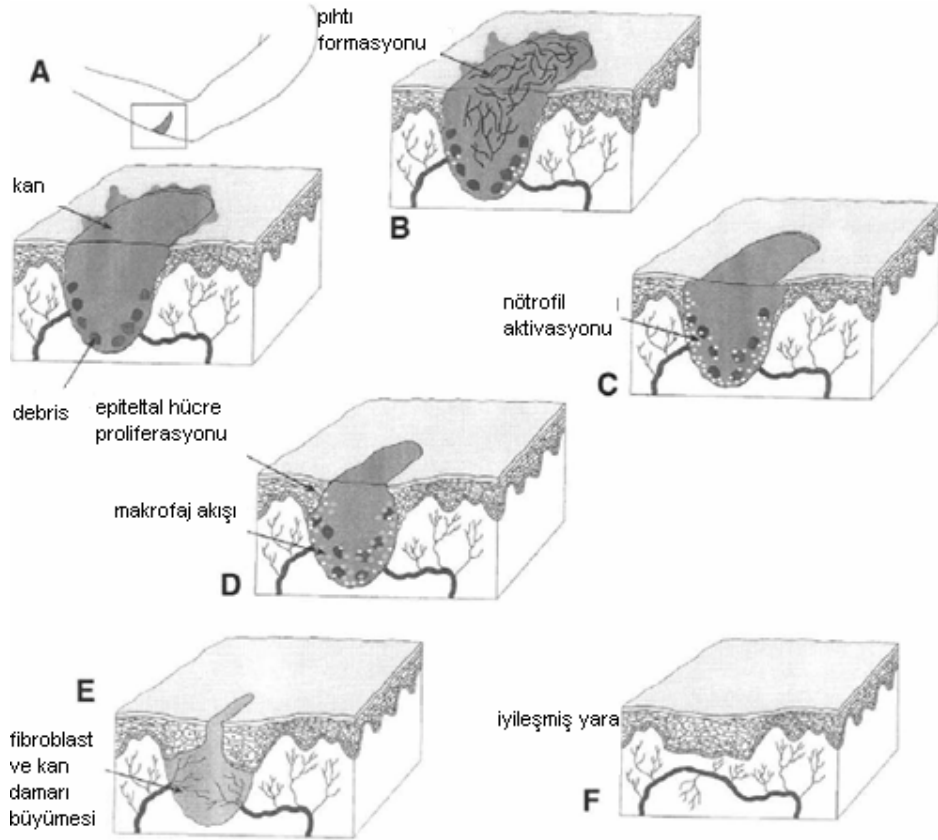 A
kan
debris
pıhtı
formasyonu
B
nötrofil
aktivasyonu
C
epiteltal hücre
proliferasyonu
makrofaj akışı
D
E
fibroblast
ve kan
damarı
büyümesi
iyileşmiş yara
F